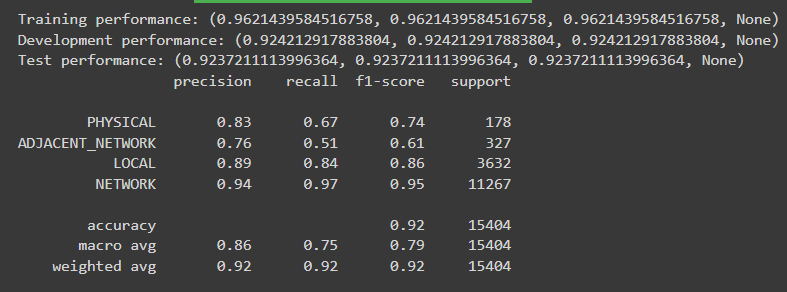 Training performance: (0.9621439584516758, 0.9621439584516758, 0.9621439584516758, None)
Development performance: (0.924212917883804, 0.924212917883804, 0.924212917883804, None)
Test performance: (0.9237211113996364, 0.9237211113996364, 0.9237211113996364, None)
precision recall f1-score support
PHYSICAL 0.83 0.67 0.74 178
ADJACENT_NETWORK 0.76 0.51 0.61 327
LOCAL 0.89 0.84 0.86 3632
NETWORK 0.94 0.97 0.95 11267
accuracy 0.92 15404
macro avg 0.86 0.75 0.79 15404
weighted avg 0.92 0.92 0.92 15404